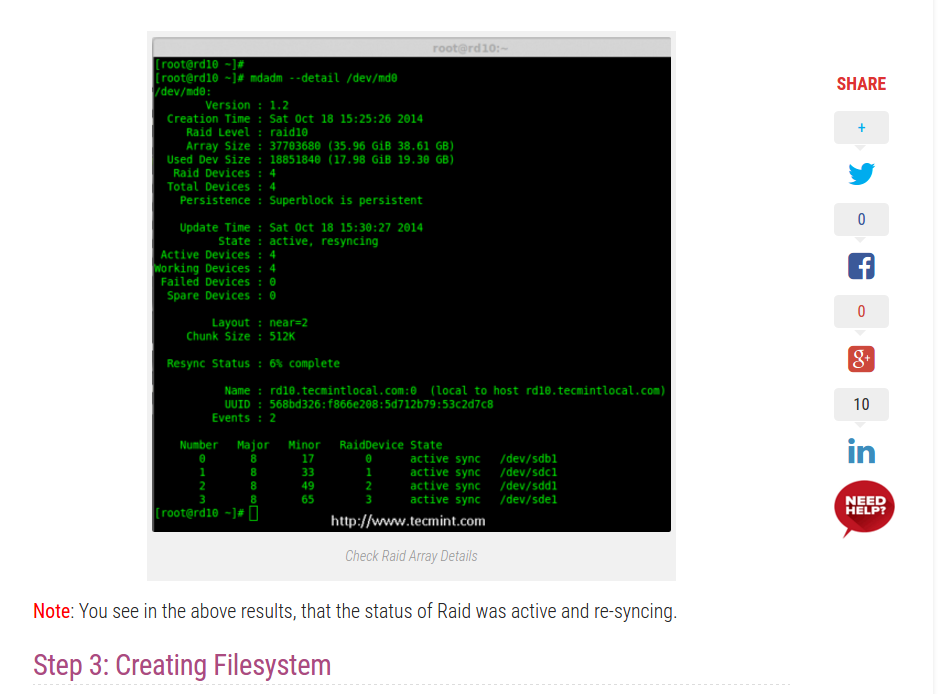 root@rd10:~
[root@rd10 ~]#
[root@rd10 ~]# mdadm --detail /dev/md0
/dev/md0:
Version : 1.2
Creation Time : Sat Oct 18 15:25:26 2014
Raid Level : raid10
Array Size : 37703680 (35.96 GiB 38.61 GB)
Used Dev Size : 18851840 (17.98 GiB 19.30 GB)
Raid Devices : 4
Total Devices : 4
Persistence : Superblock is persistent
Update Time : Sat Oct 18 15:30:27 2014
State : active, resyncing
Active Devices : 4
Working Devices : 4
Failed Devices : 0
Spare Devices : 0
Layout : near=2
Chunk Size : 512K
Resync Status : 6% complete
Name : rd10.tecmintlocal.com:0 (local to host rd10.tecmintlocal.com)
UUID : 568bd326:f866e208:5d712b79:53c2d7c8
Events : 2
Number Major Minor RaidDevice State
0 8 17 0 active sync /dev/sdb1
1 8 33 1 active sync /dev/sdc1
2 8 49 2 active sync /dev/sdd1
3 8 65 3 active sync /dev/sde1
[root@rd10 ~]#
http://www.tecmint.com
Check Raid Array Details
Note: You see in the above results, that the status of Raid was active and re-syncing.
Step 3: Creating Filesystem
SHARE
+
0
f
0
g+
10
in
NEED
HELP?